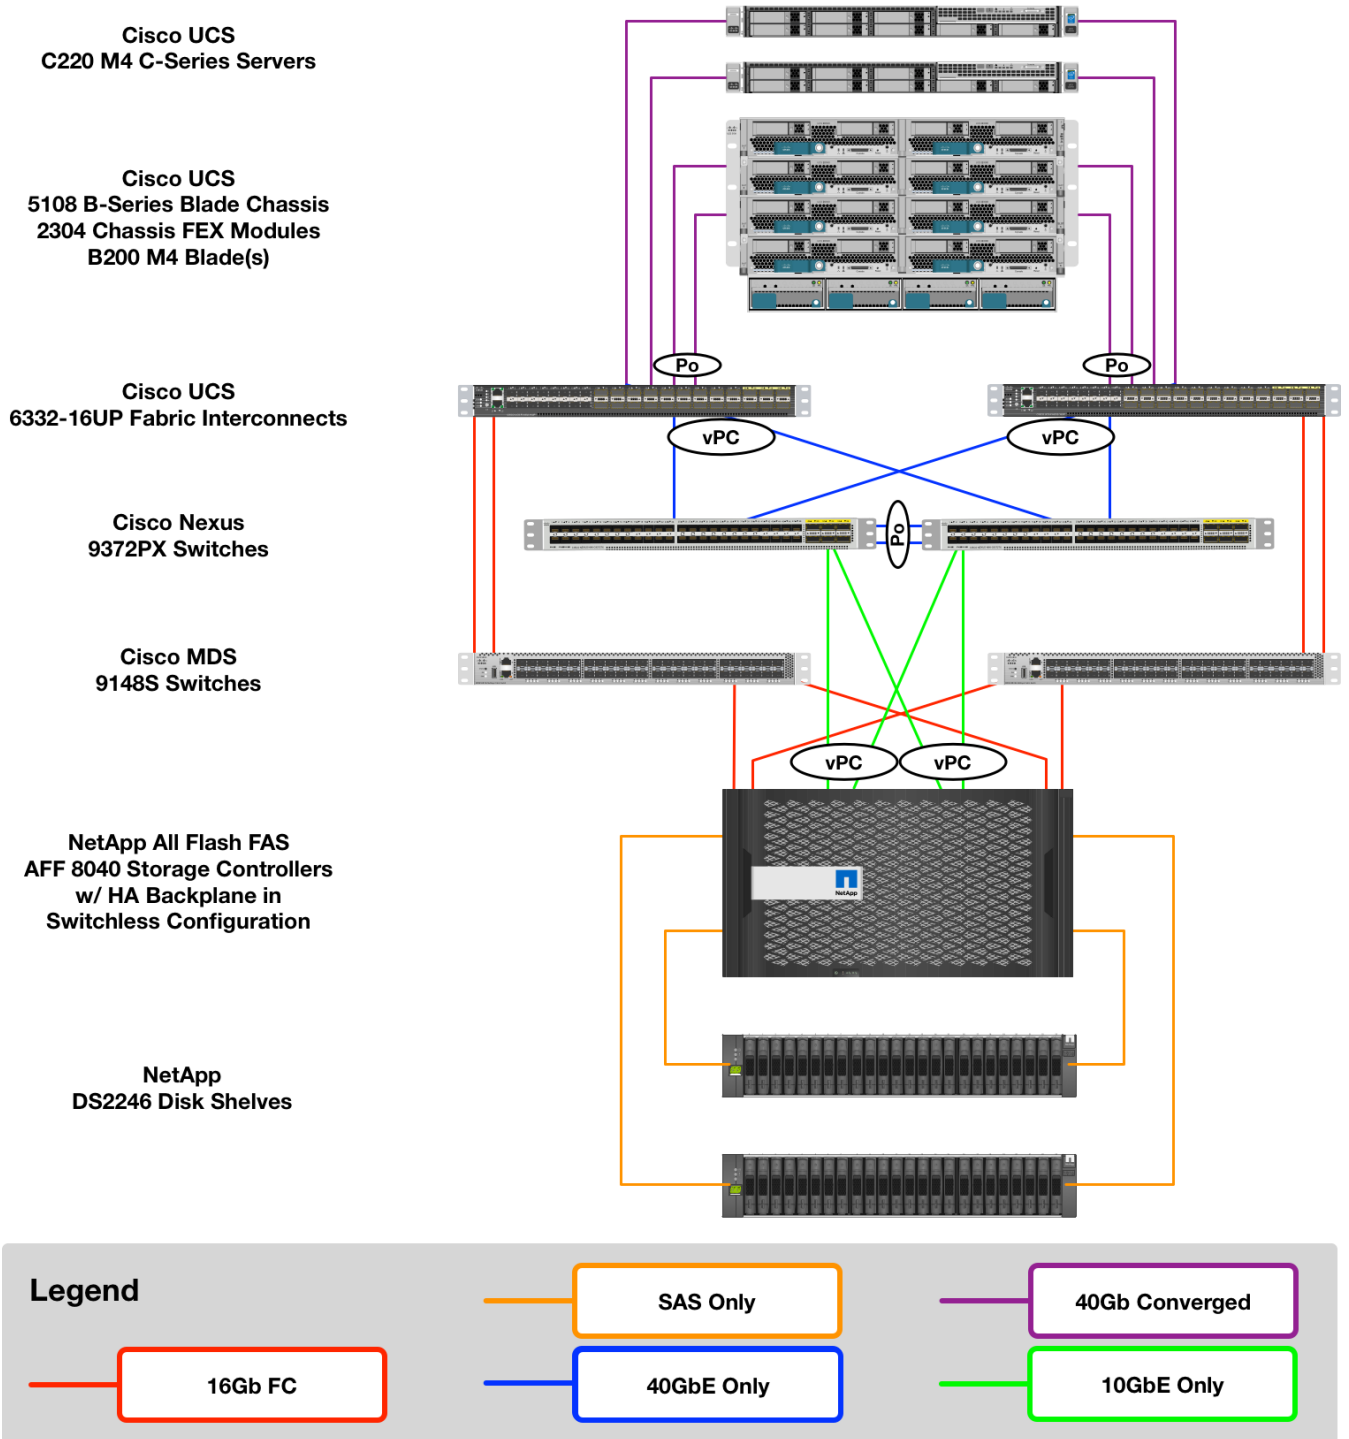 Cisco UCS
C220 M4 C-Series Servers
Cisco UCS
5108 B-Series Blade Chassis
2304 Chassis FEX Modules
B200 M4 Blade(s)
Po
Po
Cisco UCS
6332-16UP Fabric Interconnects
vPC
vPC
Cisco Nexus
9372PX Switches
Po
Cisco MDS
9148S Switches
vPC
vPC
NetApp All Flash FAS
AFF 8040 Storage Controllers
w/ HA Backplane in
Switchless Configuration
NetApp
NetApp
DS2246 Disk Shelves
Legend
SAS Only
40Gb Converged
16Gb FC
40GbE Only
10GbE Only